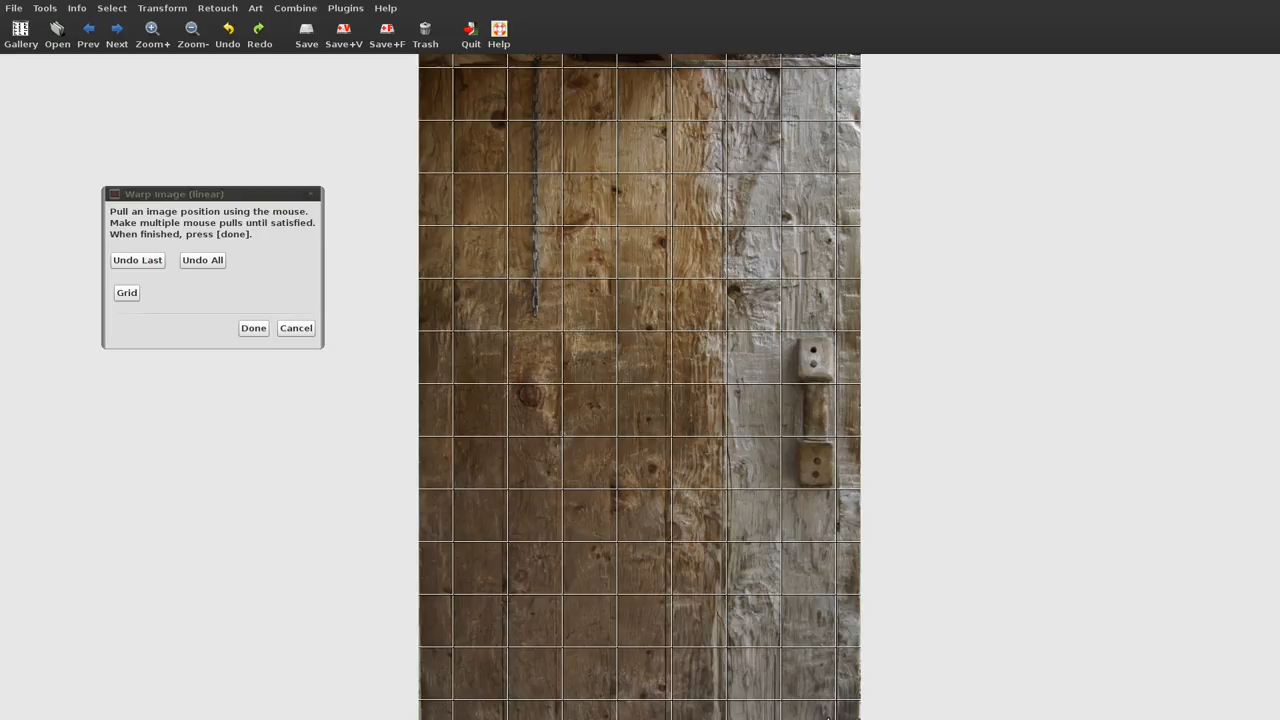 File Tools Info Select Transform Retouch Art Combine Plugins Help
Gallery Open Prev Next Zoom+ Zoom- Undo Redo Save Save+V Save+F Trash Quit Help
Warp Image (linear)
Pull an image position using the mouse.
Make multiple mouse pulls until satisfied.
When finished, press [done].
Undo Last Undo All
Grid
Done Cancel